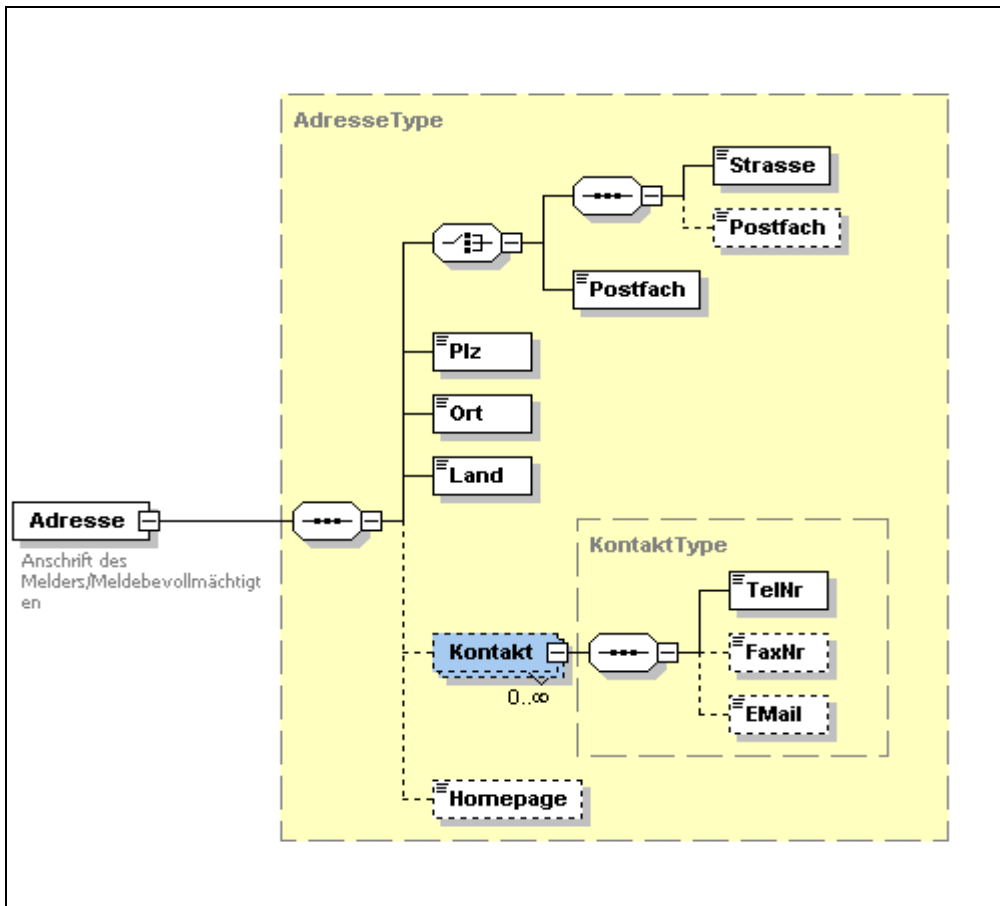 AdresseType
Strasse
Postfach
Postfach
Plz
Ort
Land
Adresse
Anschrift des
Melders/Meldebevollmächtigt
en
KontaktType
TelNr
Kontakt
FaxNr
0..∞
EMail
Homepage